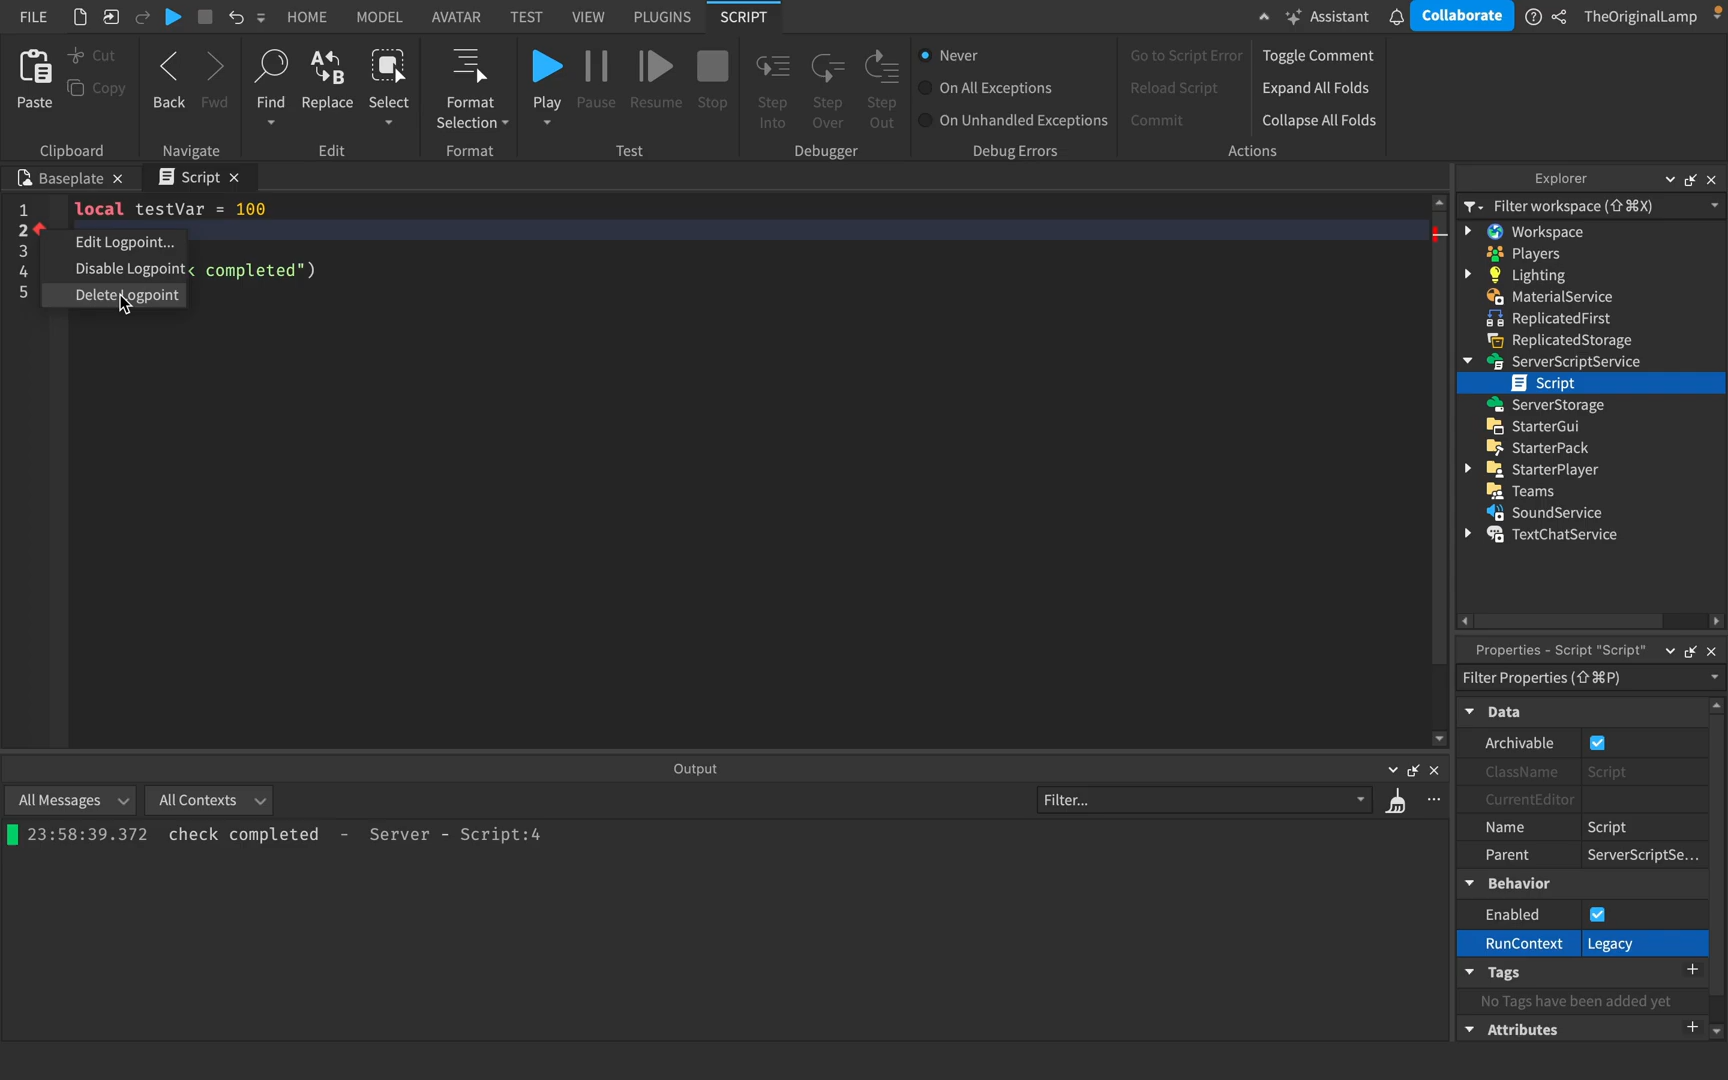 FILE HOME MODEL AVATAR TEST VIEW PLUGINS SCRIPT Assistant Collaborate TheOriginalLamp
Paste Cut Copy Back Fwd Find Replace Select Format Selection Play Pause Resume Stop Step Into Step Over Step Out
Never
On All Exceptions
On Unhandled Exceptions
Go to Script Error
Reload Script
Commit
Toggle Comment
Expand All Folds
Collapse All Folds
Clipboard Navigate Edit Format Test Debugger Debug Errors Actions
Baseplate Script
1 local testVar = 100
2
3
4 completed")
5
Edit Logpoint...
Disable Logpoint
Delete Logpoint
Explorer
Filter workspace (⇧⌘X)
Workspace
Players
Lighting
MaterialService
ReplicatedFirst
ReplicatedStorage
ServerScriptService
Script
ServerStorage
StarterGui
StarterPack
StarterPlayer
Teams
SoundService
TextChatService
Properties - Script "Script"
Filter Properties (⇧⌘P)
Data
Archivable
ClassName Script
CurrentEditor
Name Script
Parent ServerScriptSe...
Behavior
Enabled
RunContext Legacy
Tags
No Tags have been added yet
Attributes
Output
All Messages All Contexts Filter...
23:58:39.372 check completed - Server - Script:4